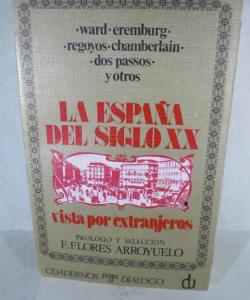 ·ward·eremburg·
·regoyos·chamberlain·
·dos passos·
·y otros
LA ESPAÑA
DEL SIGLO XX
vista por extranjeros
PROLOGO Y SELECCION
F. FLORES ARROYUELO
CUADERNOS para el DIALOGO